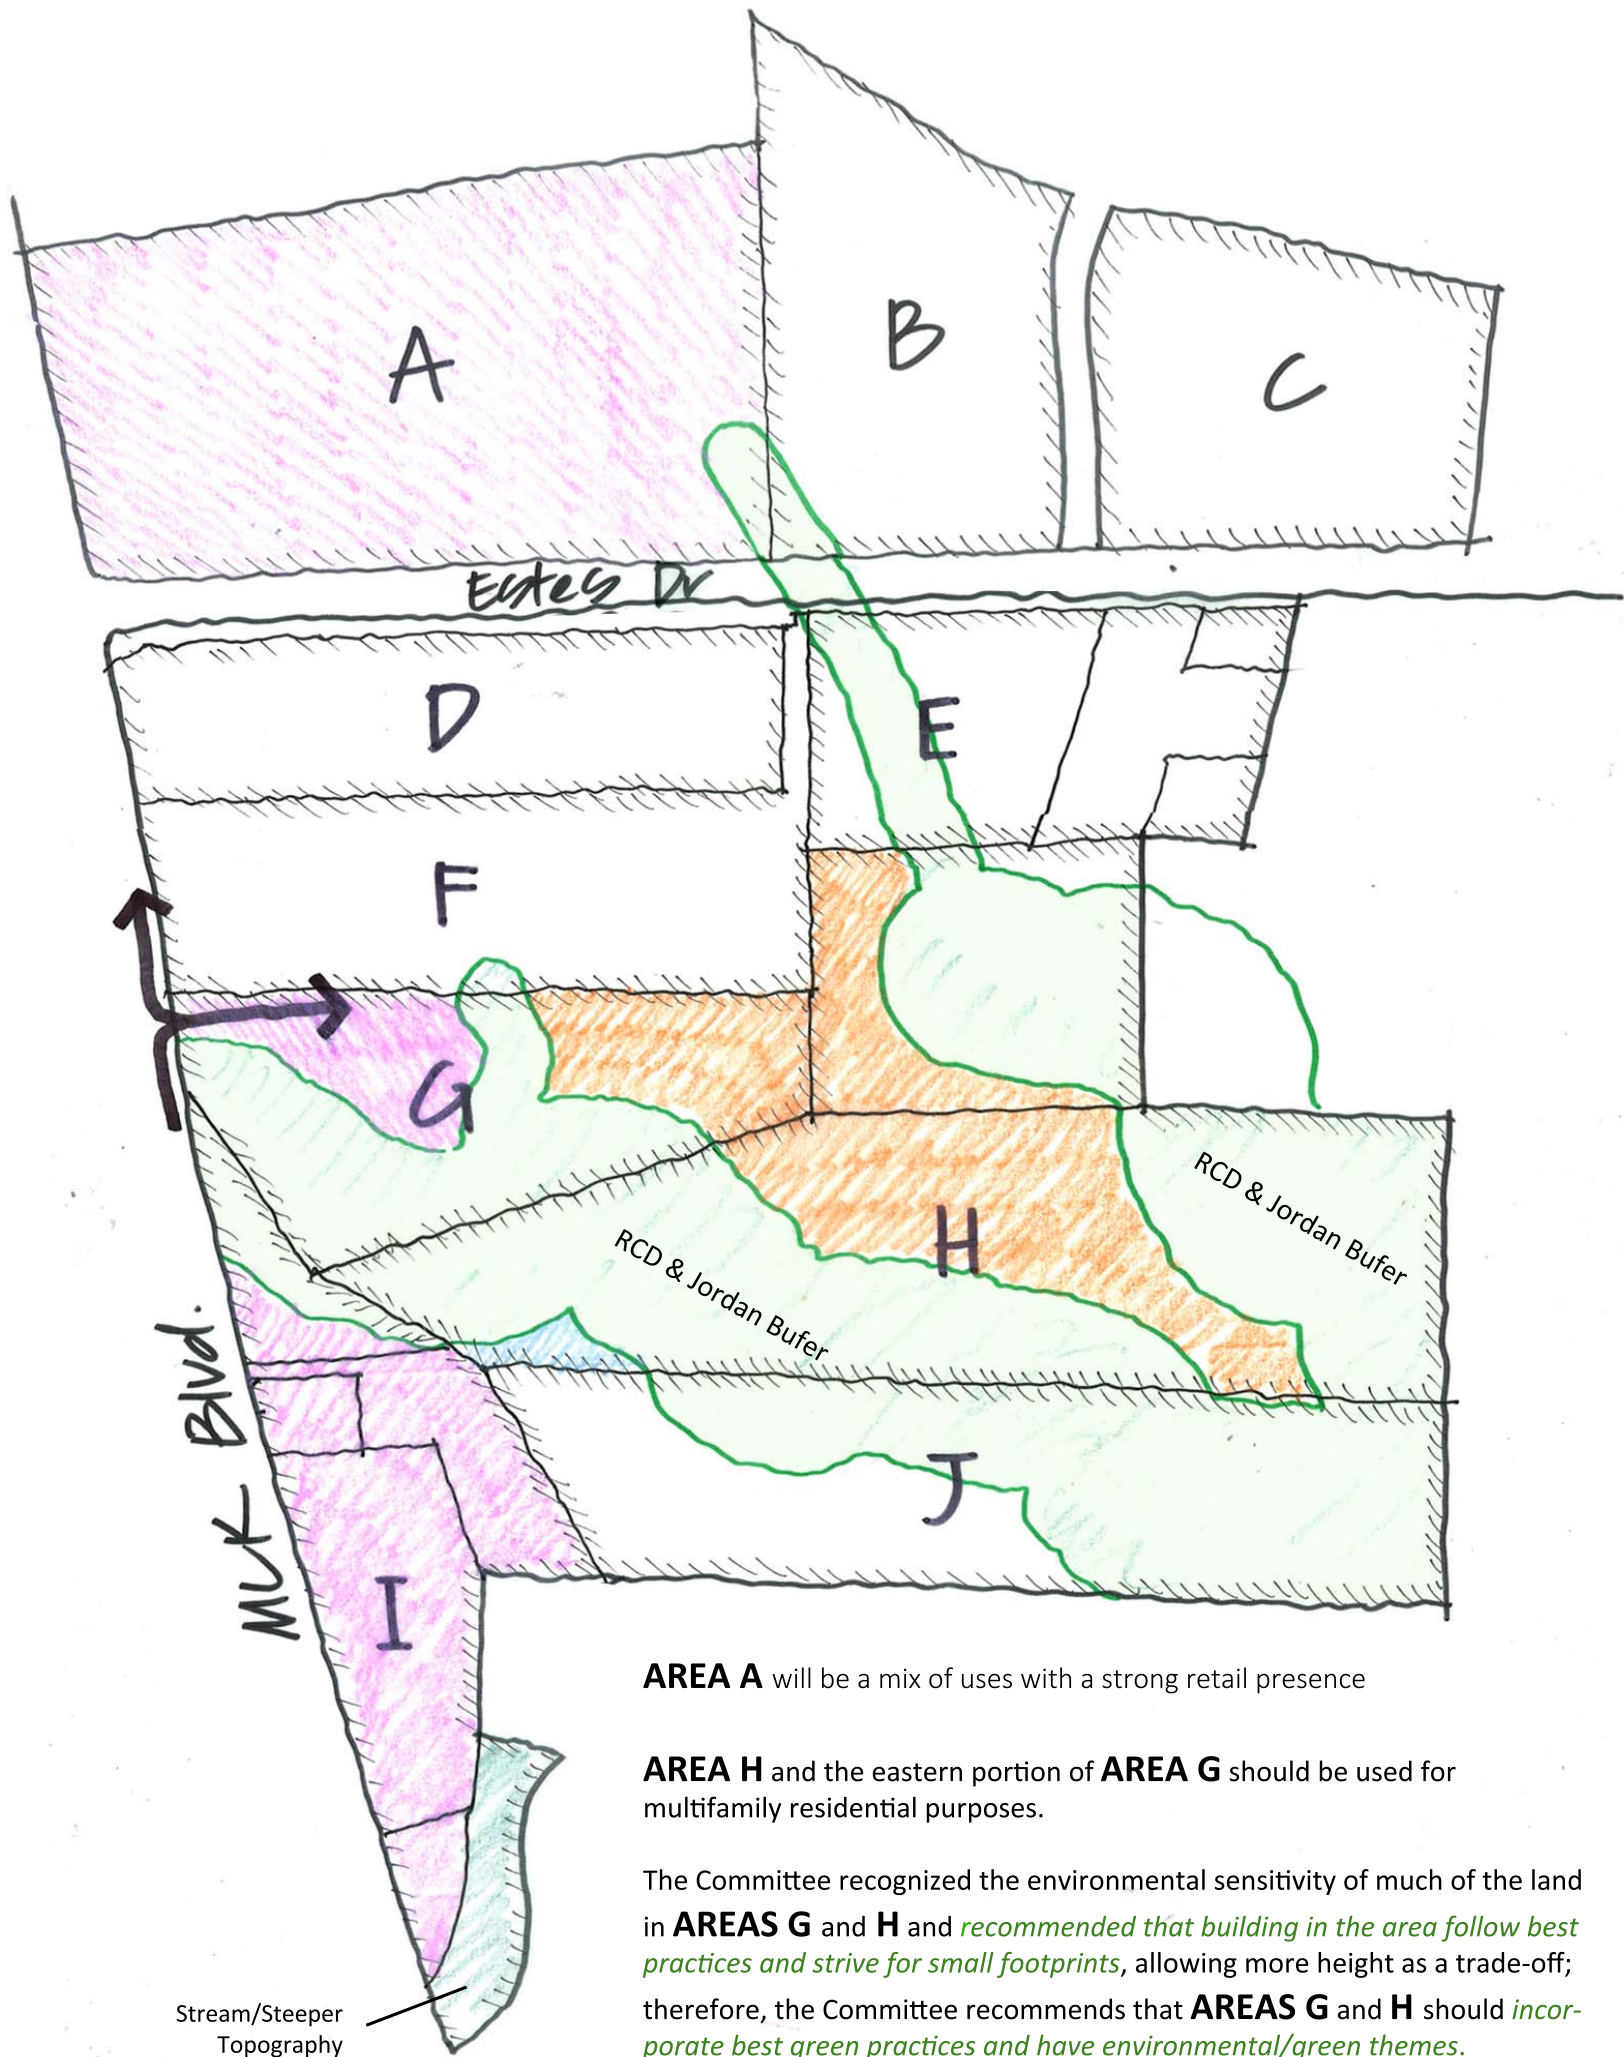 A
B
C
Estes Dr
D
E
F
G
RCD & Jordan Bufer
H
RCD & Jordan Bufer
MLK Blvd.
J
I
AREA A will be a mix of uses with a strong retail presence
AREA H and the eastern portion of AREA G should be used for
multifamily residential purposes.
The Committee recognized the environmental sensitivity of much of the land
in AREAS G and H and recommended that building in the area follow best
practices and strive for small footprints, allowing more height as a trade-off;
therefore, the Committee recommends that AREAS G and H should incor-
porate best green practices and have environmental/green themes.
Stream/Steeper
Topography